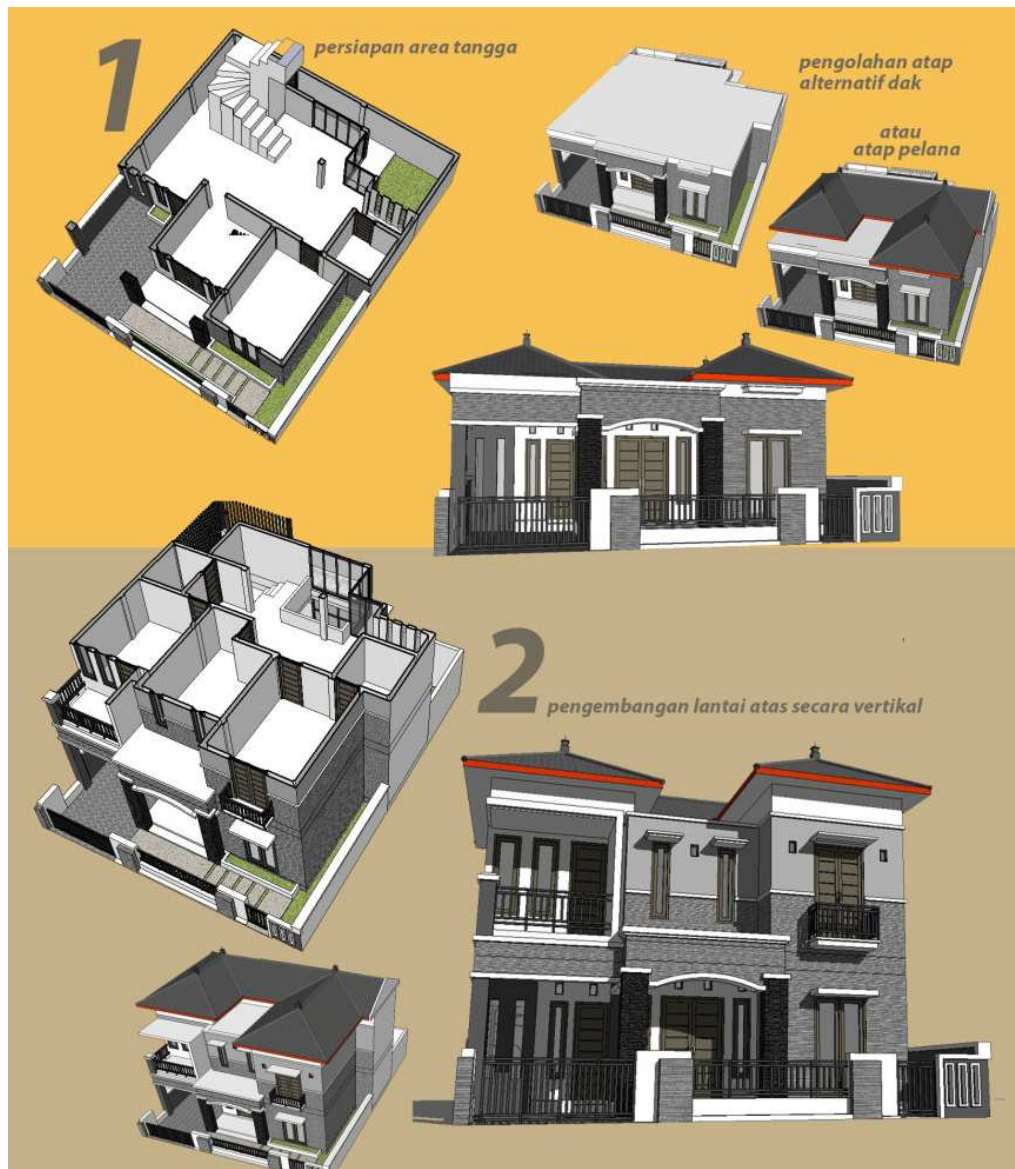 1
persiapan area tangga
pengolahan atap
alternatif dak
atau
atap pelana
2
pengembangan lantai atas secara vertikal